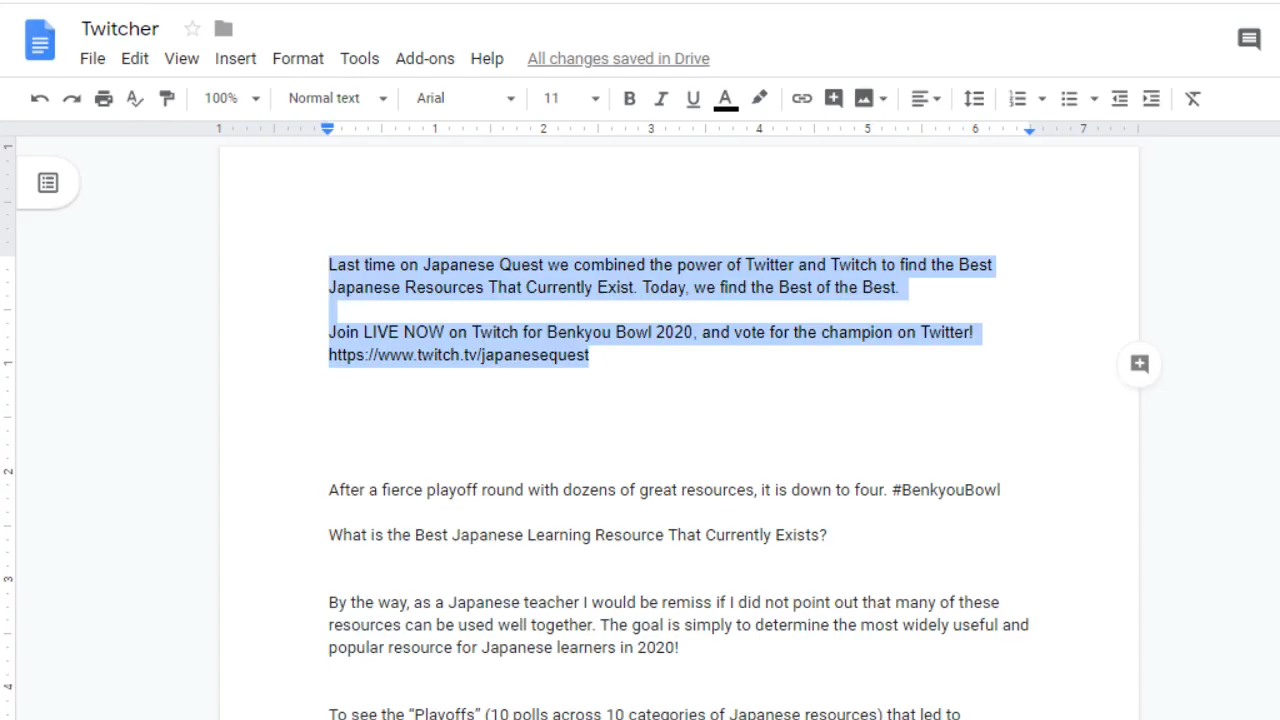 Twitcher
File Edit View Insert Format Tools Add-ons Help All changes saved in Drive
100% Normal text Arial 11 B I U A
1 1 2 3 4 5 6 7
1
Last time on Japanese Quest we combined the power of Twitter and Twitch to find the Best
Japanese Resources That Currently Exist. Today, we find the Best of the Best.
Join LIVE NOW on Twitch for Benkyou Bowl 2020, and vote for the champion on Twitter!
https://www.twitch.tv/japanesequest
1
2
After a fierce playoff round with dozens of great resources, it is down to four. #BenkyouBowl
What is the Best Japanese Learning Resource That Currently Exists?
3
By the way, as a Japanese teacher I would be remiss if I did not point out that many of these
resources can be used well together. The goal is simply to determine the most widely useful and
popular resource for Japanese learners in 2020!
4
To see the “Playoffs” (10 polls across 10 categories of Japanese resources) that led to